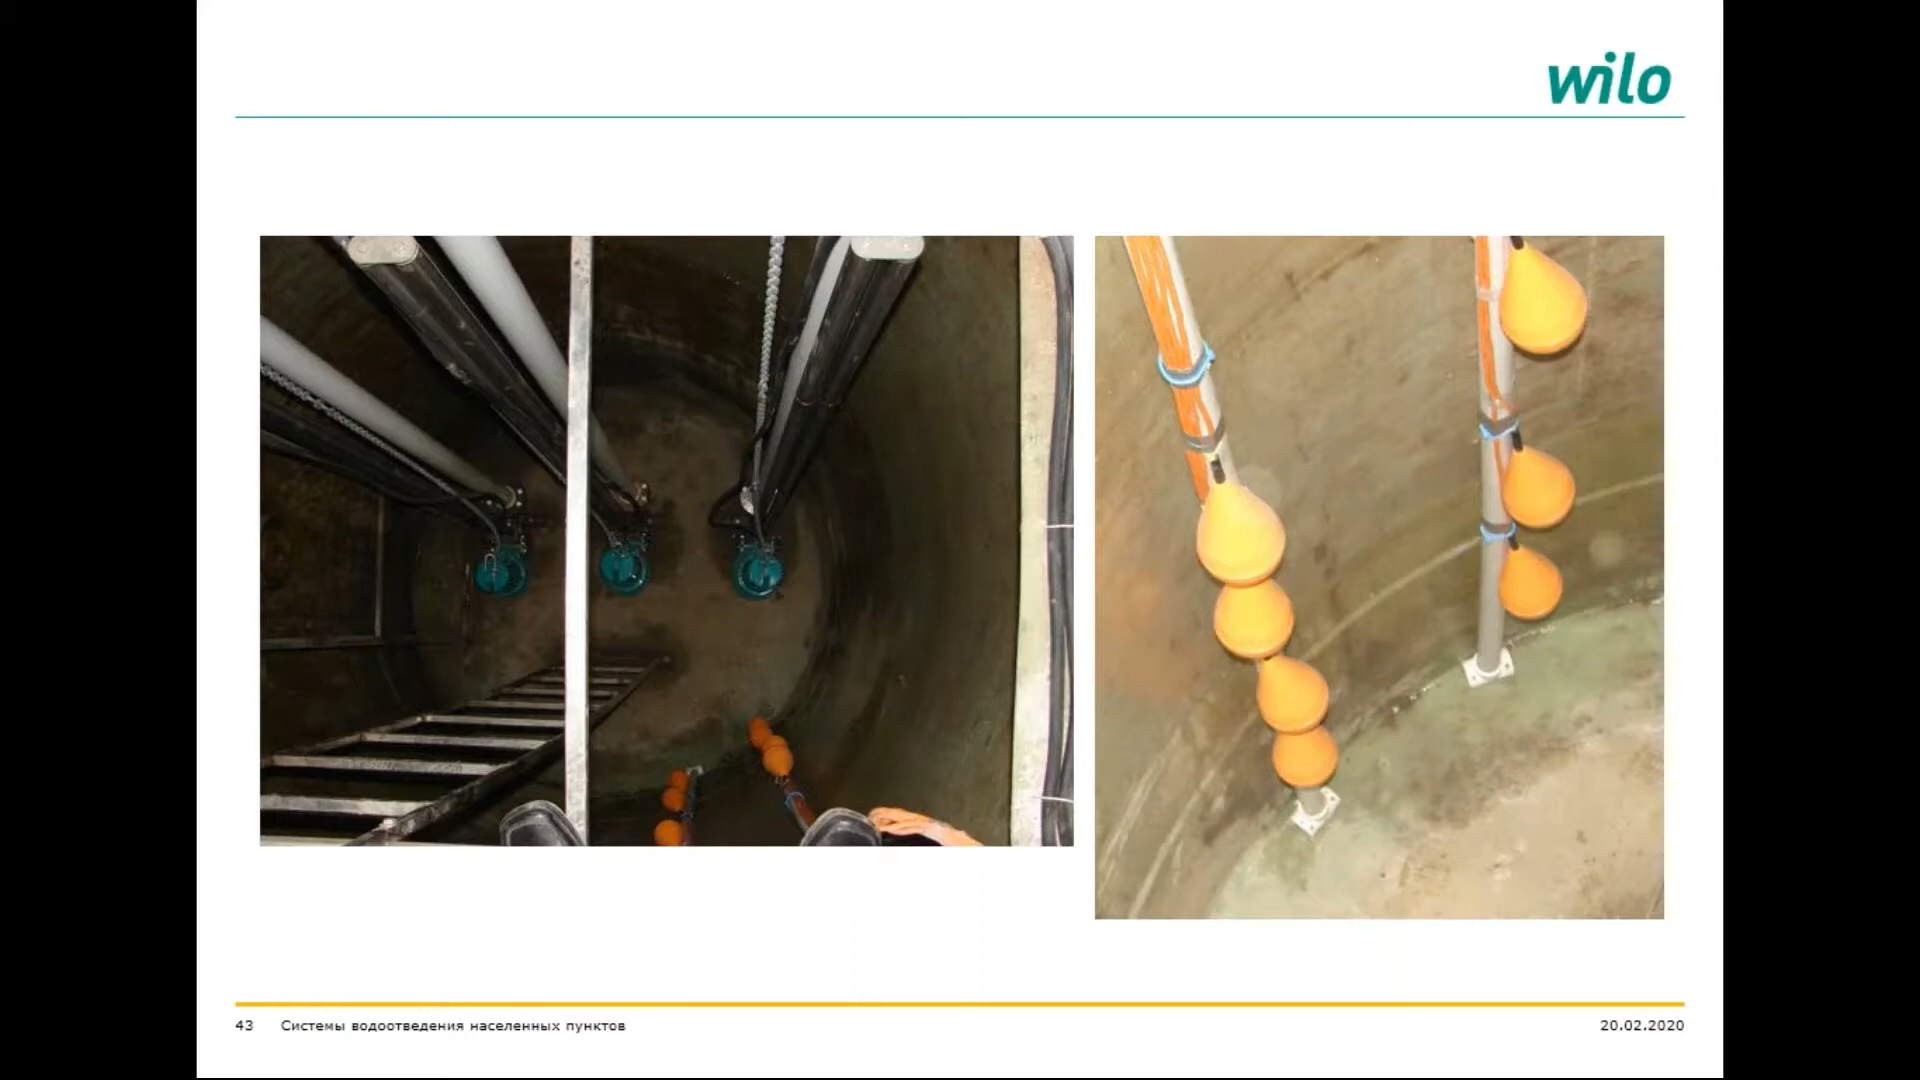 wilo
43 Системы водоотведения населенных пунктов 20.02.2020